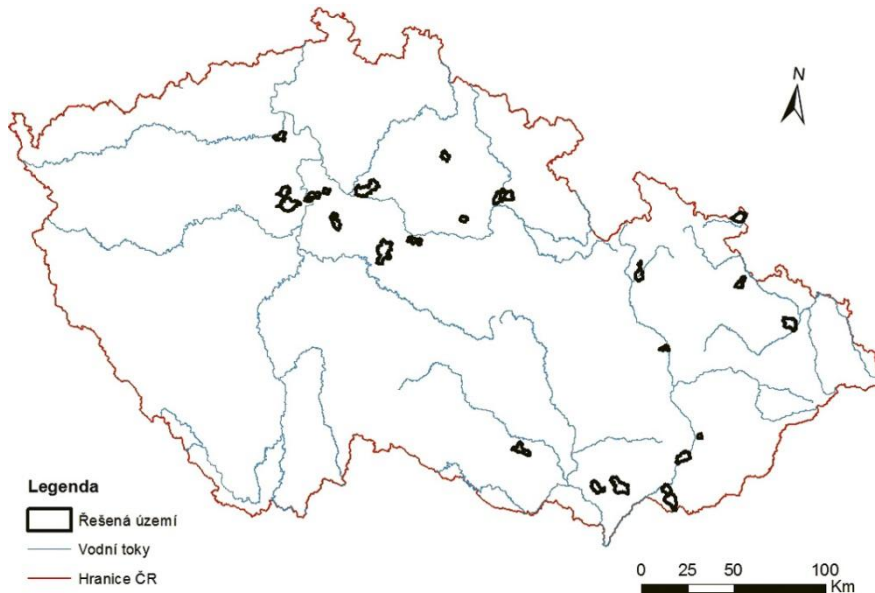 N
Legenda
Řešená území
Vodní toky
Hranice ČR
0 25 50 100
Km